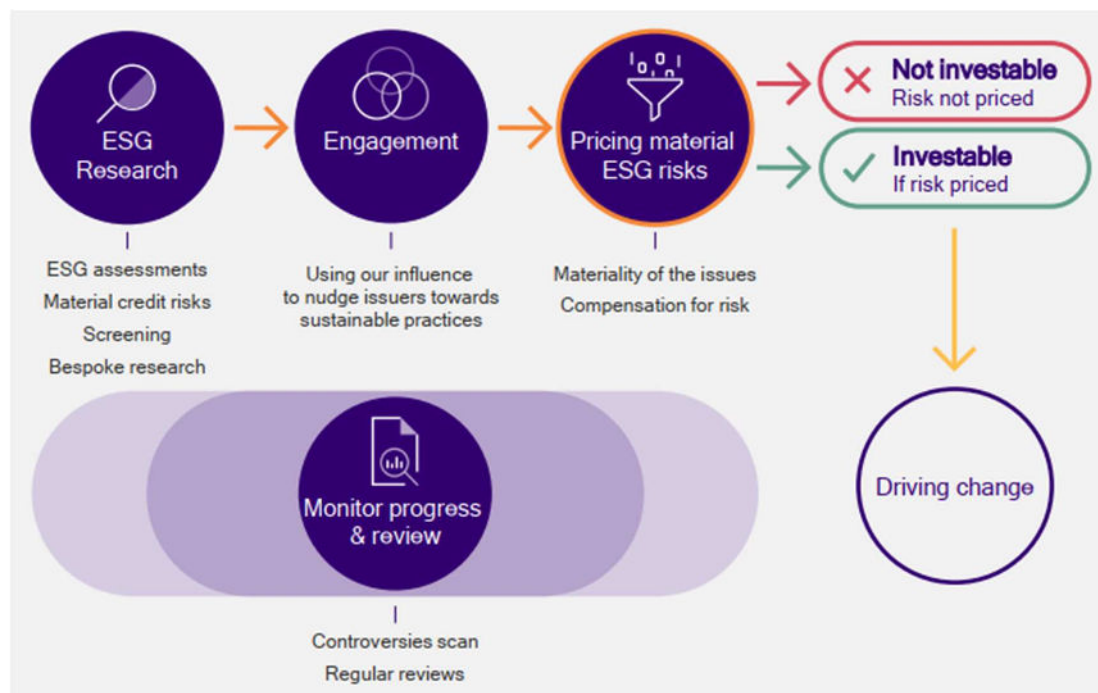 ESG
Research
Engagement
Pricing material
ESG risks
Not investable
Risk not priced
Investable
If risk priced
ESG assessments
Material credit risks
Screening
Bespoke research
Using our influence
to nudge issuers towards
sustainable practices
Materiality of the issues
Compensation for risk
Monitor progress
& review
Driving change
Controversies scan
Regular reviews